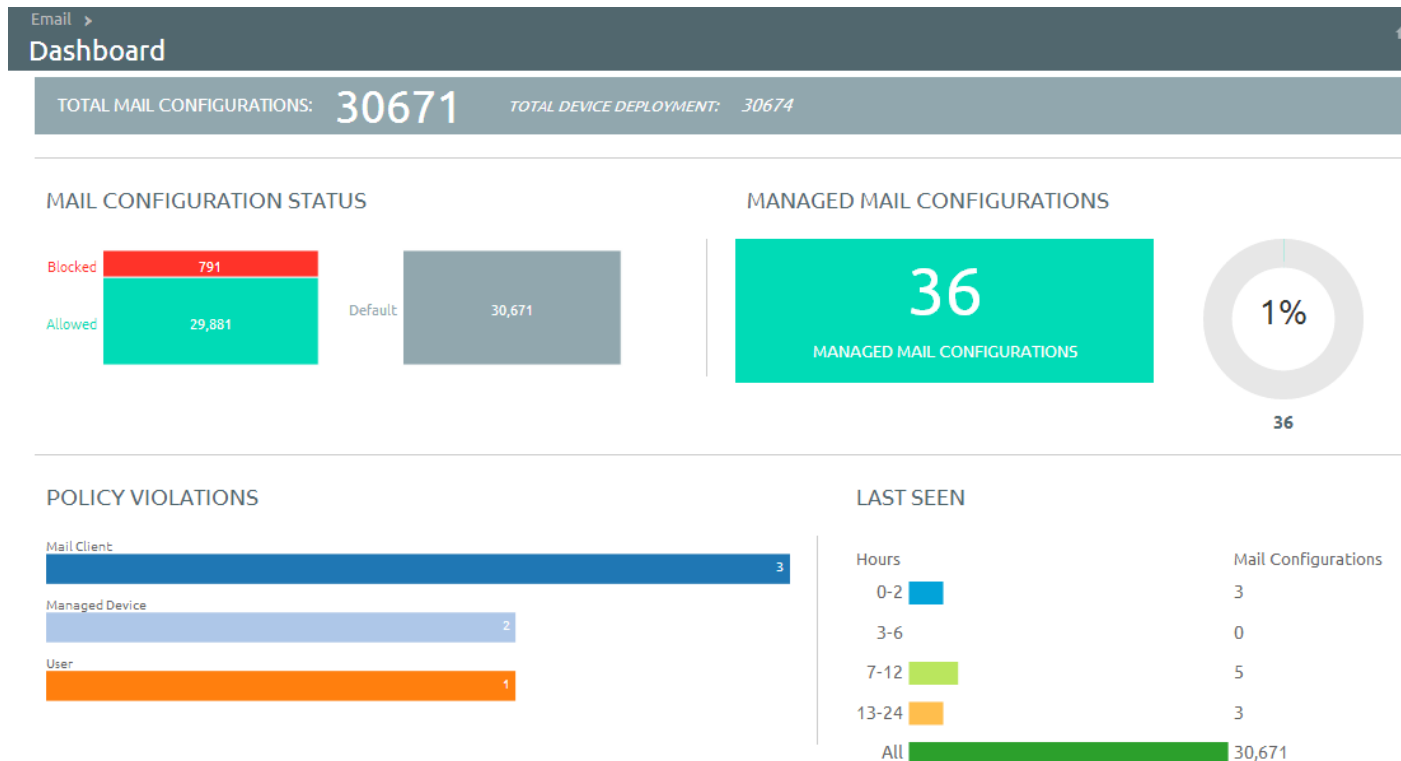 Email >
Dashboard
TOTAL MAIL CONFIGURATIONS: 30671 TOTAL DEVICE DEPLOYMENT: 30674
MAIL CONFIGURATION STATUS
Blocked 791
Allowed 29,881
Default 30,671
MANAGED MAIL CONFIGURATIONS
36
MANAGED MAIL CONFIGURATIONS
1%
36
POLICY VIOLATIONS
Mail Client
3
Managed Device
2
User
1
LAST SEEN
Hours Mail Configurations
0-2 3
3-6 0
7-12 5
13-24 3
All 30,671